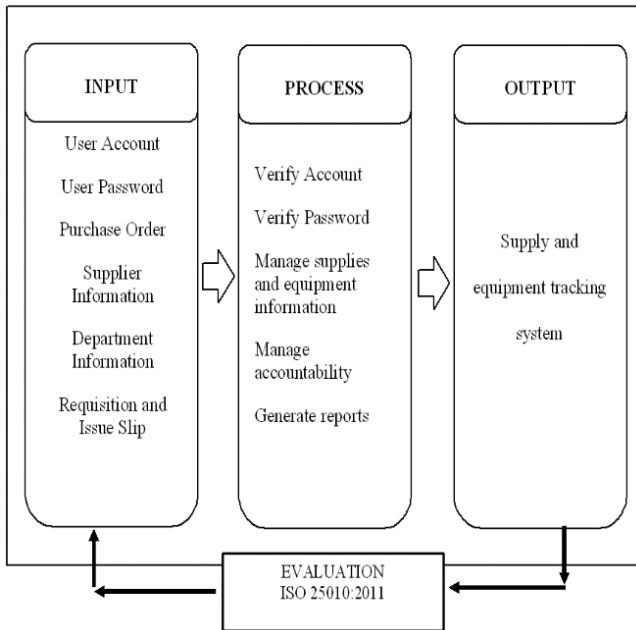 INPUT
User Account
User Password
Purchase Order
Supplier
Information
Department
Information
Requisition and
Issue Slip
PROCESS
Verify Account
Verify Password
Manage supplies
and equipment
information
Manage
accountability
Generate reports
OUTPUT
Supply and
equipment tracking
system
EVALUATION
ISO 25010:2011